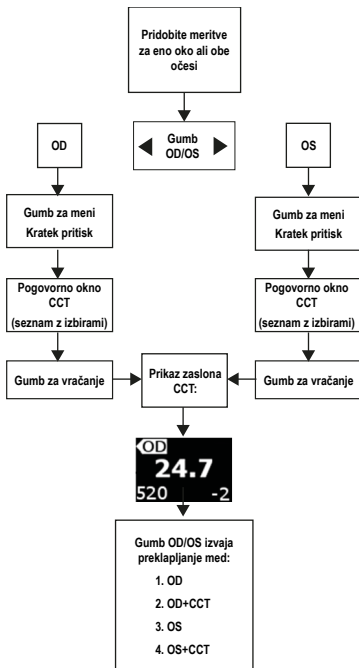 Pridobite meritve
za eno oko ali obe
očesi
Gumb
OD/OS
OD
OS
Gumb za meni
Kratek pritisk
Gumb za meni
Kratek pritisk
Pogovorno okno
CCT
(seznam z izbirami)
Pogovorno okno
CCT
(seznam z izbirami)
Gumb za vračanje
Prikaz zaslona
CCT:
Gumb za vračanje
OD
24.7
520 -2
Gumb OD/OS izvaja
preklapljanje med:
1. OD
2. OD+CCT
3. OS
4. OS+CCT